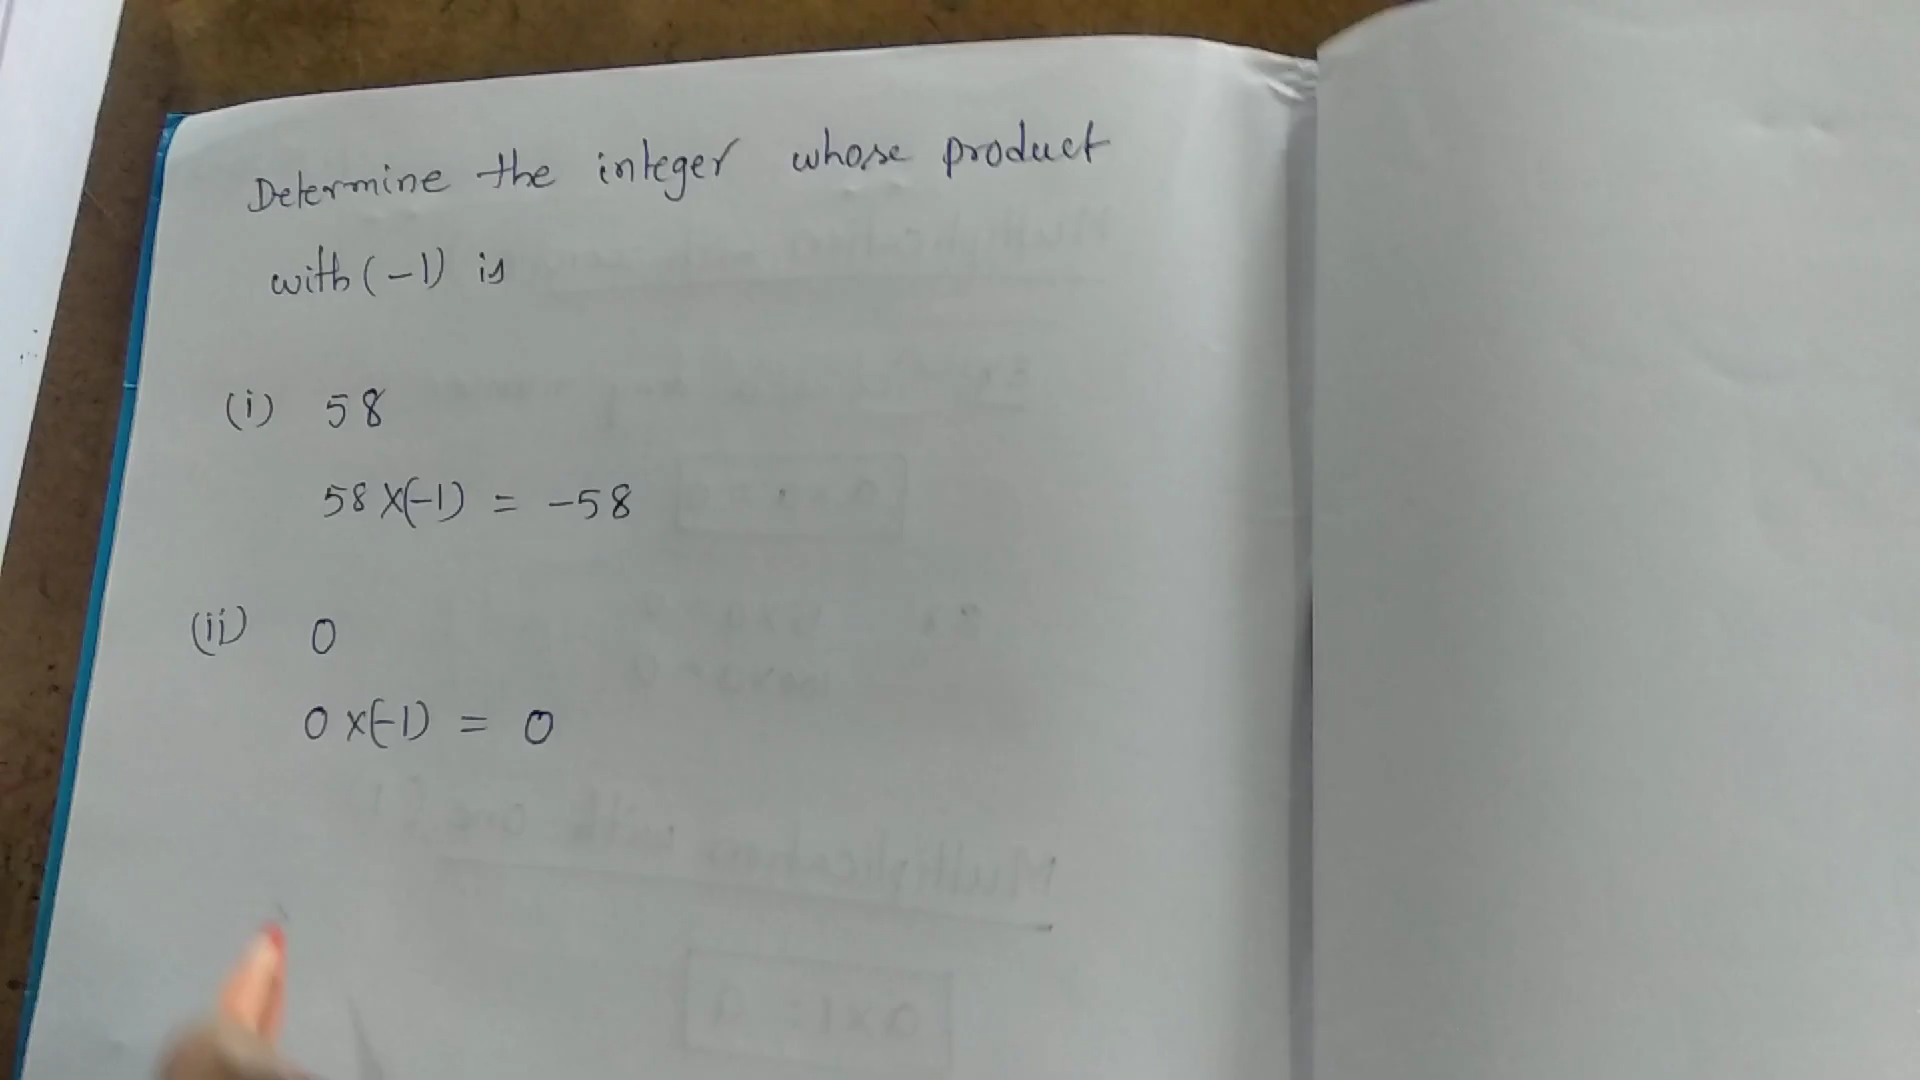 Determine the integer whose product
with (-1) is
(i) 58
58 X(-1) = -58
(ii) 0
0 x(-1) = 0